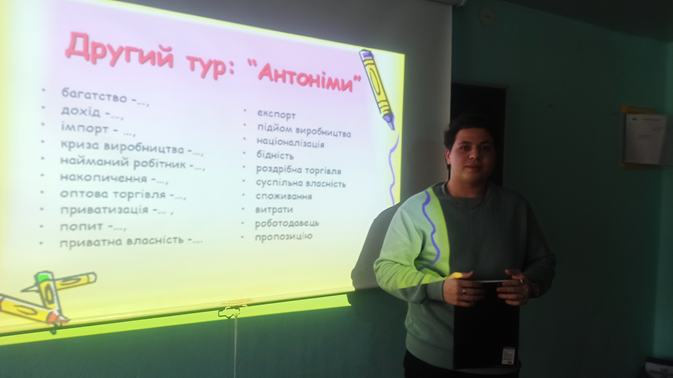 Другий тур: “Антоніми”
• багатство -…,
• дохід -…,
• імпорт - …,
• криза виробництва -…,
• найманий робітник -…,
• накопичення -…,
• оптова торгівля -…,
• приватизація -… ,
• попит -…,
• приватна власність -…
• експорт
• підйом виробництва
• націоналізація
• бідність
• роздрібна торгівля
• суспільна власність
• споживання
• витрати
• роботодавець
• пропозицію